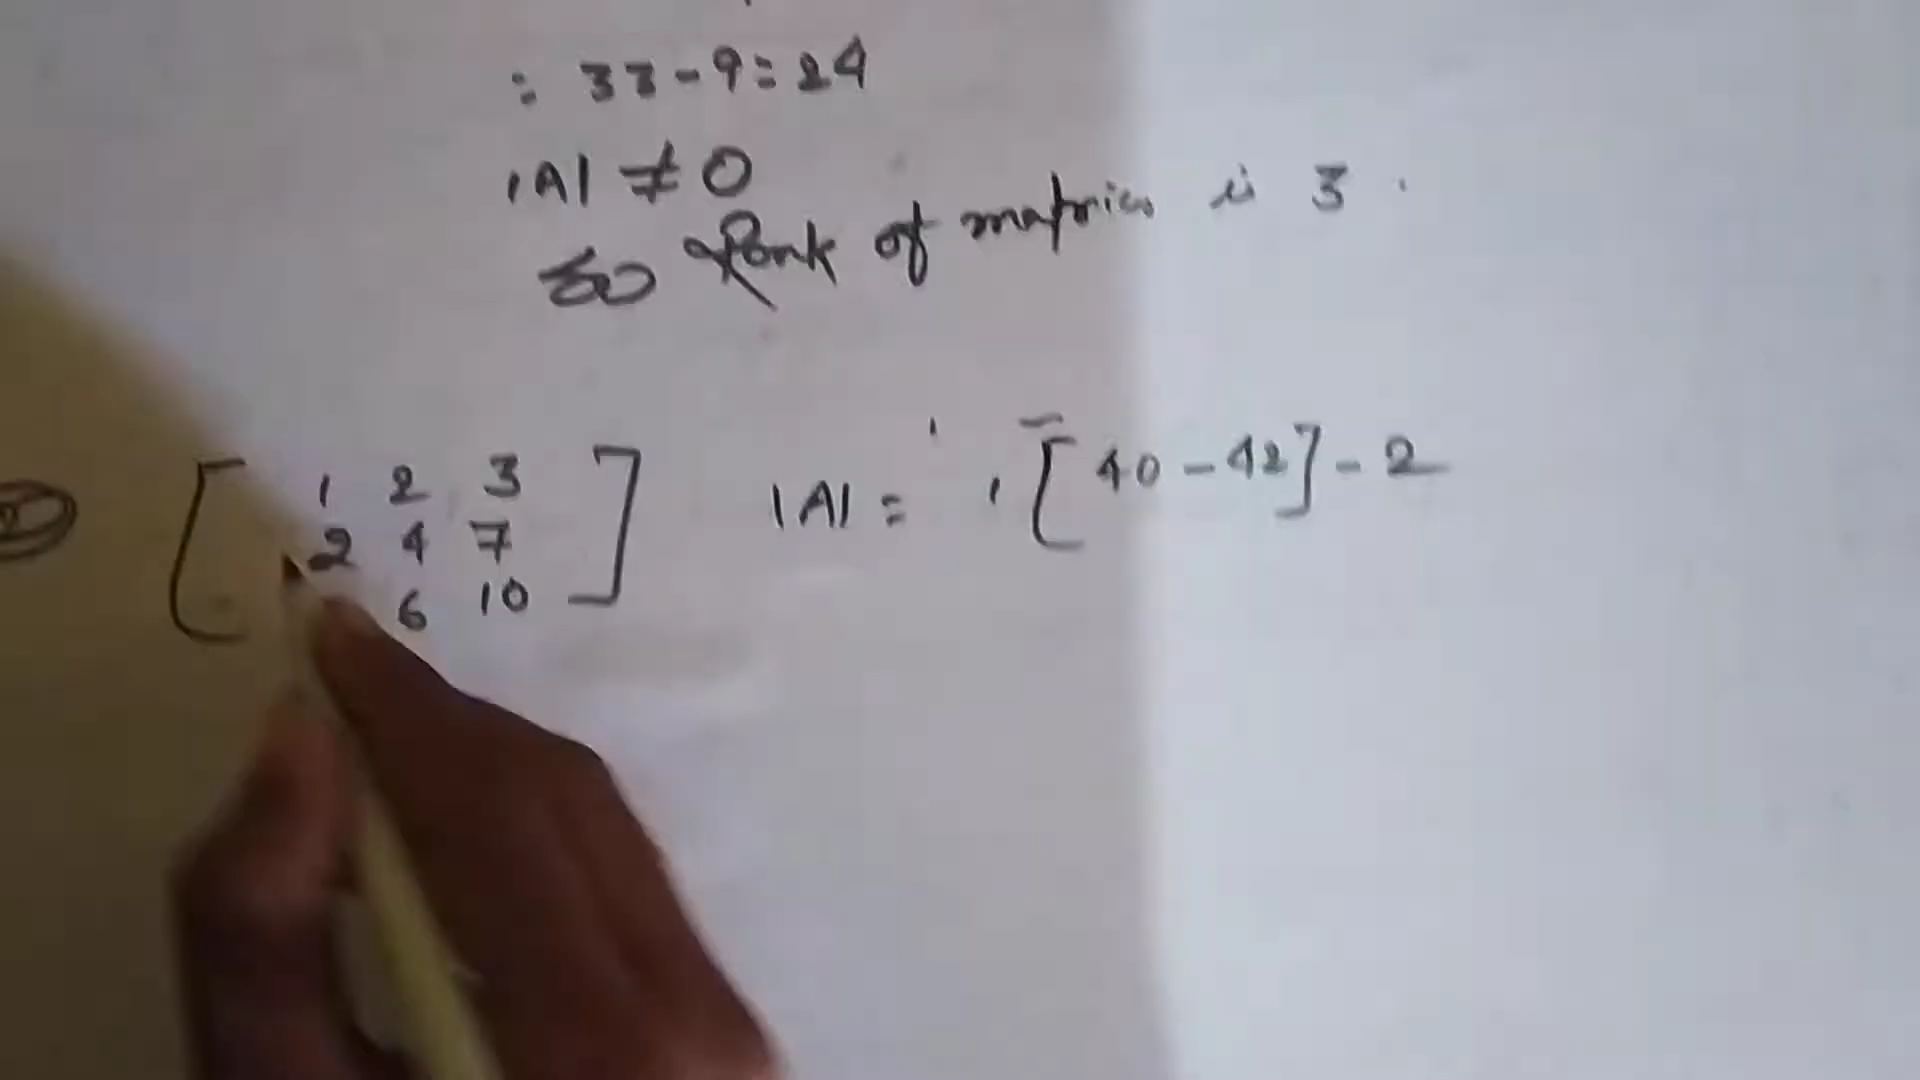 = 33-9=24
|A| ≠ 0
so Rank of matrics is 3.
1 2 3
2 4 7
6 10
|A| = 1[40-42]-2